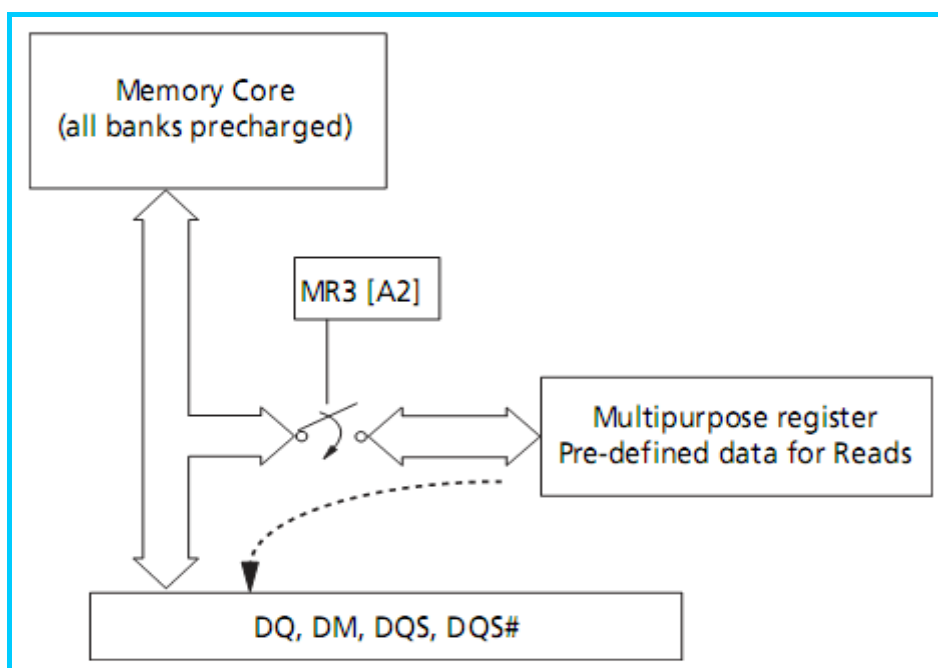 Memory Core
(all banks precharged)
MR3 [A2]
Multipurpose register
Pre-defined data for Reads
DQ, DM, DQS, DQS#